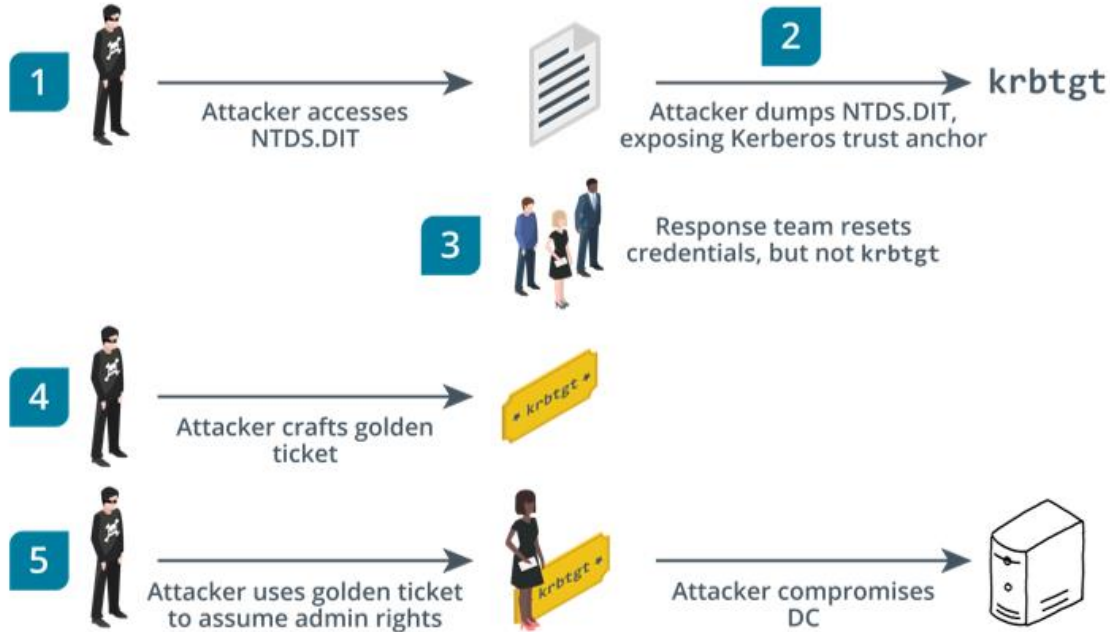 1
Attacker accesses
NTDS.DIT
2
Attacker dumps NTDS.DIT,
exposing Kerberos trust anchor
krbtgt
3
Response team resets
credentials, but not krbtgt
4
Attacker crafts golden
ticket
* krbtgt *
5
Attacker uses golden ticket
to assume admin rights
krbtgt *
Attacker compromises
DC